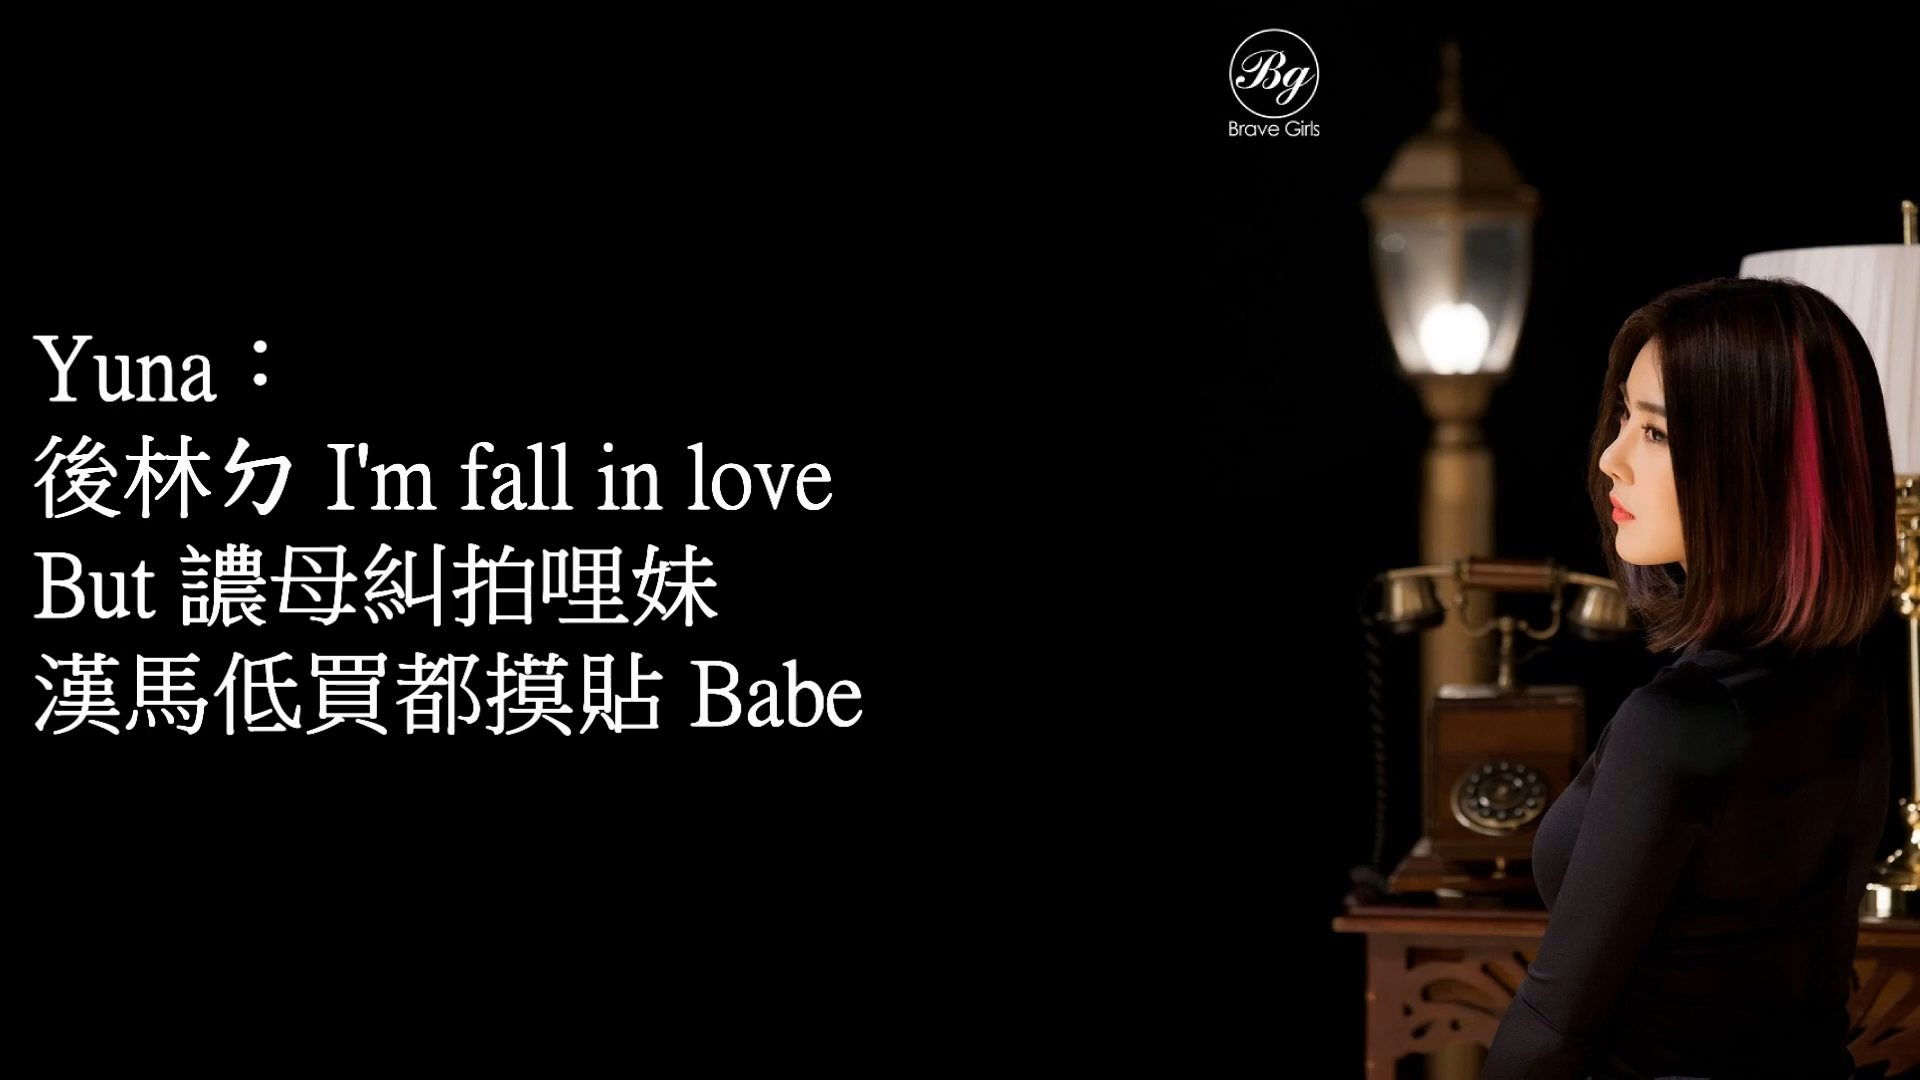 Bg
Brave Girls
Yuna：
後林ㄉ I'm fall in love
But 譨母糾拍哩妹
漢馬低買都摸貼 Babe